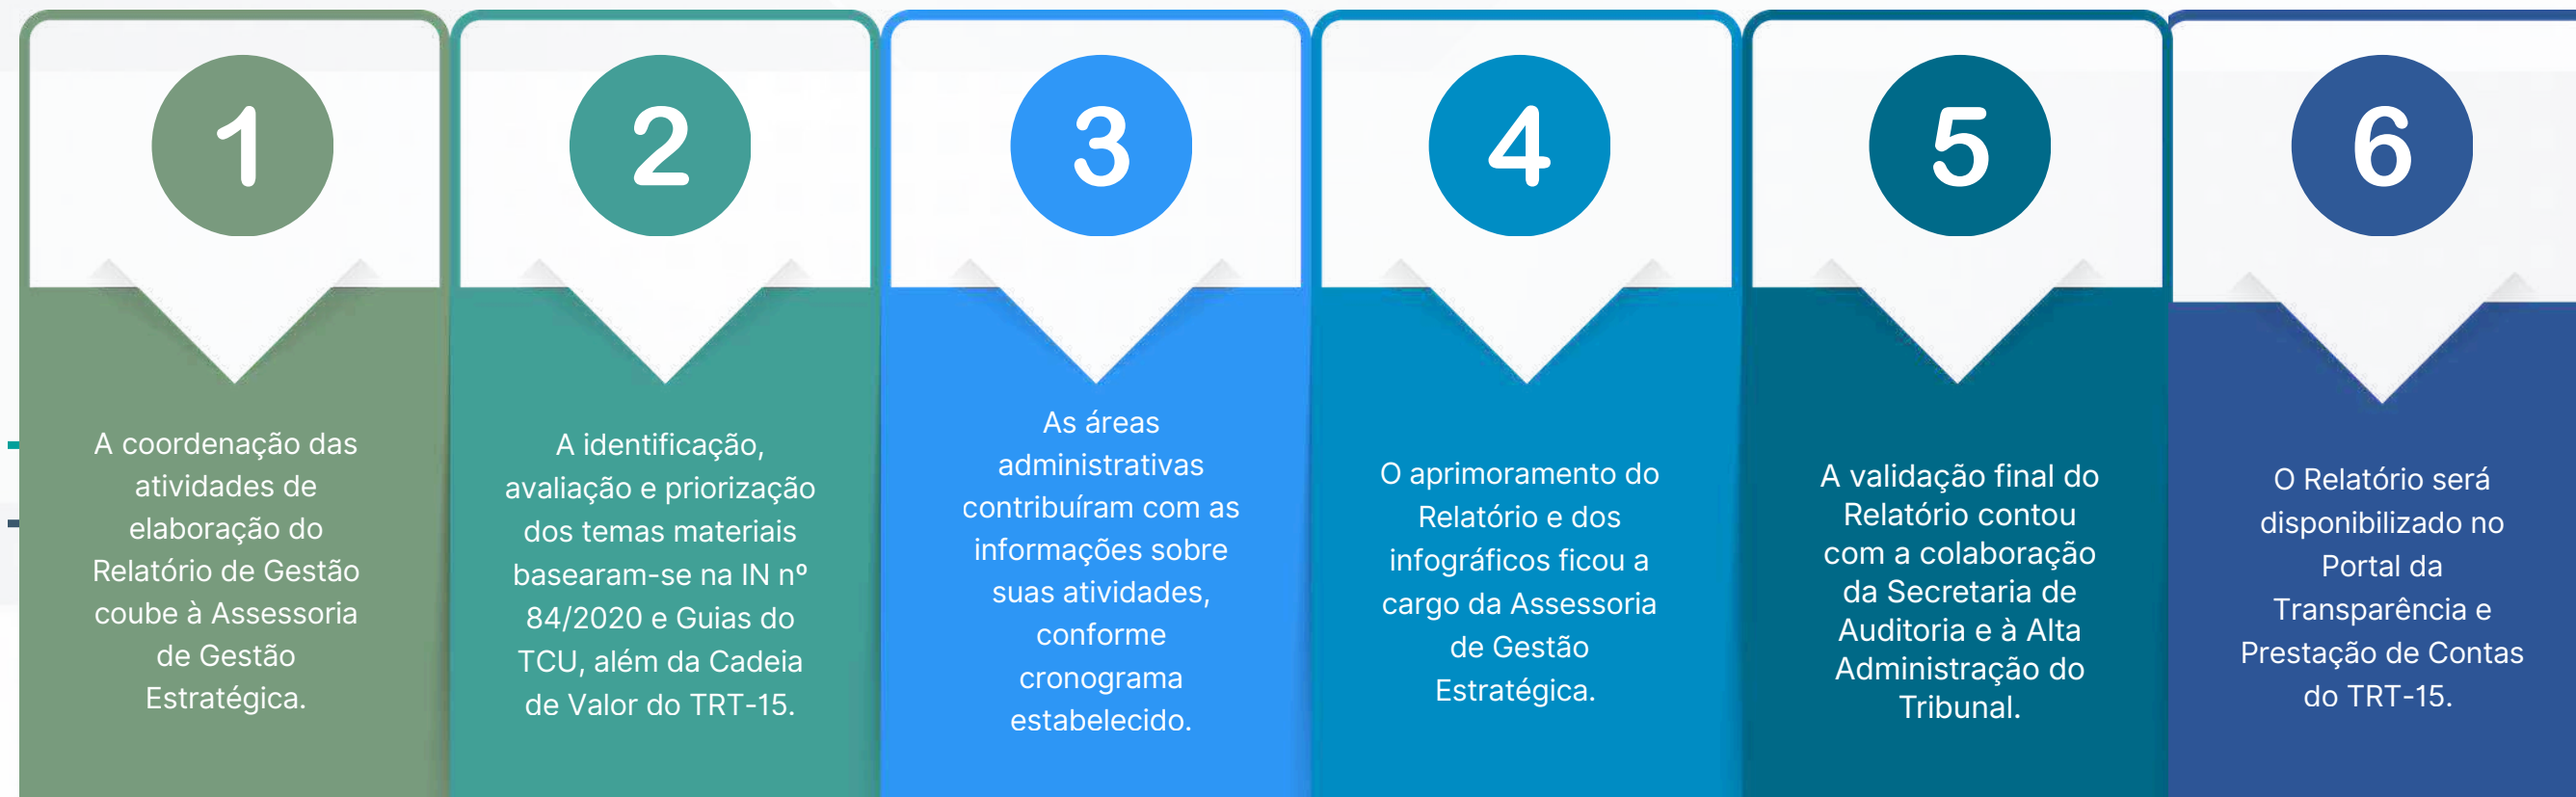 1
A coordenação das
atividades de
elaboração do
Relatório de Gestão
coube à Assessoria
de Gestão
Estratégica.
2
A identificação,
avaliação e priorização
dos temas materiais
basearam-se na IN nº
84/2020 e Guias do
TCU, além da Cadeia
de Valor do TRT-15.
3
As áreas
administrativas
contribuíram com as
informações sobre
suas atividades,
conforme
cronograma
estabelecido.
4
O aprimoramento do
Relatório e dos
infográficos ficou a
cargo da Assessoria
de Gestão
Estratégica.
5
A validação final do
Relatório contou
com a colaboração
da Secretaria de
Auditoria e à Alta
Administração do
Tribunal.
6
O Relatório será
disponibilizado no
Portal da
Transparência e
Prestação de Contas
do TRT-15.